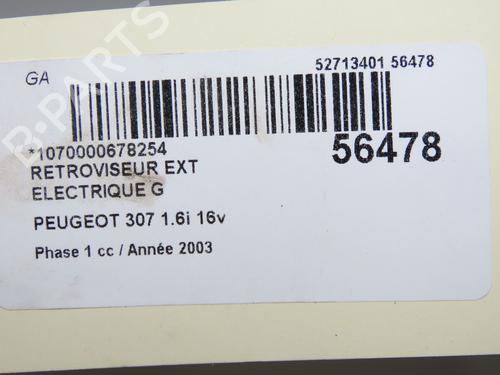 GA
52713401 56478
*1070000678254
56478
RETROVISEUR EXT
ELECTRIQUE G
PEUGEOT 307 1.6i 16v
Phase 1 cc / Année 2003
B-PARTS